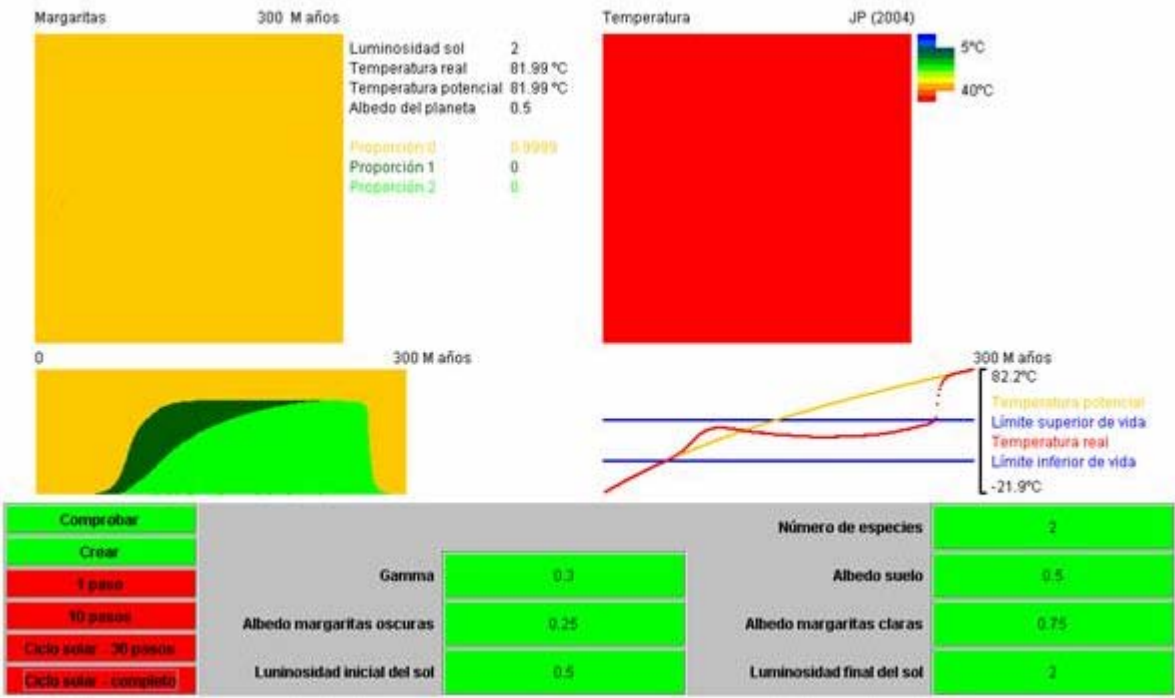 Margaritas 300 M años
Luminosidad sol 2
Temperatura real 81.99 ºC
Temperatura potencial 81.99 ºC
Albedo del planeta 0.5
Proporción 0 0.9999
Proporción 1 0
Proporción 2 0
Temperatura JP (2004)
5ºC
40ºC
0 300 M años
300 M años
82.2ºC
Temperatura potencial
Límite superior de vida
Temperatura real
Límite inferior de vida
-21.9ºC
Comprobar
Crear
1 paso
10 pasos
Ciclo solar - 30 pasos
Ciclo solar - completo
Gamma 0.3
Albedo margaritas oscuras 0.25
Luminosidad inicial del sol 0.5
Número de especies 2
Albedo suelo 0.5
Albedo margaritas claras 0.75
Luminosidad final del sol 2